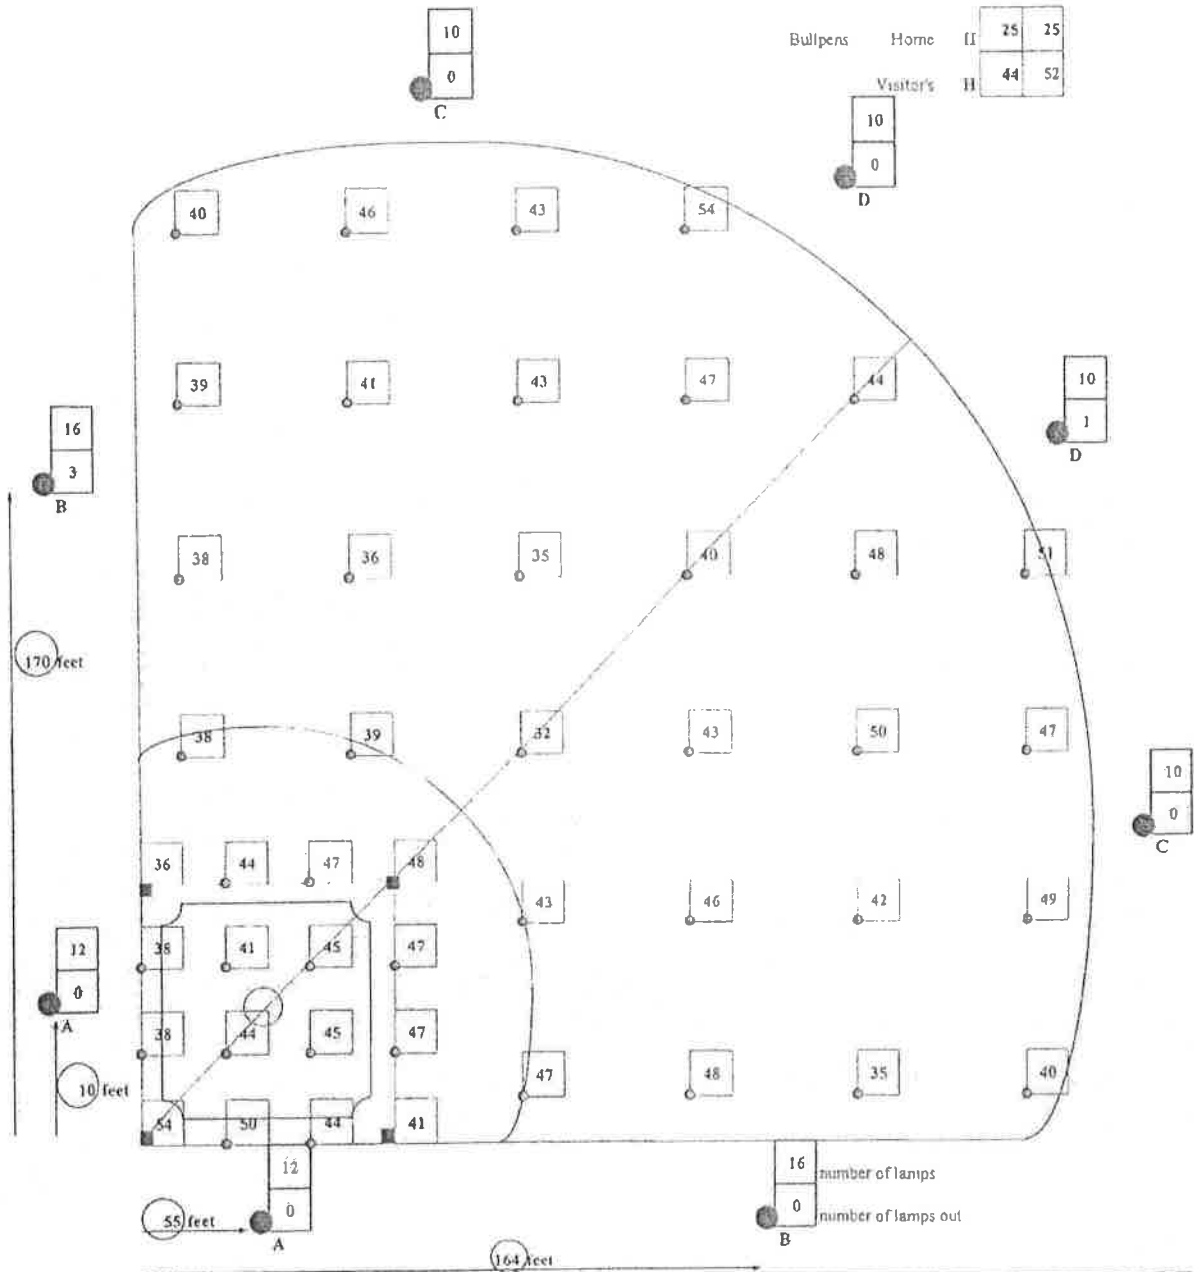 10
0
C
Bullpens Home H 25 25
Visitor's H 44 52
10
0
D
40 46 43 54
39 41 43 47 44
10
1
D
16
3
B
38 36 35 40 48 51
170 feet
38 39 32 43 50 47
10
0
C
36 44 47 48
43 46 42 49
12
0
A
38 41 45 47
38 44 45 47
10 feet
47 48 35 40
54 50 44 41
12
0
A
16 number of lamps
0 number of lamps out
B
55 feet
164 feet